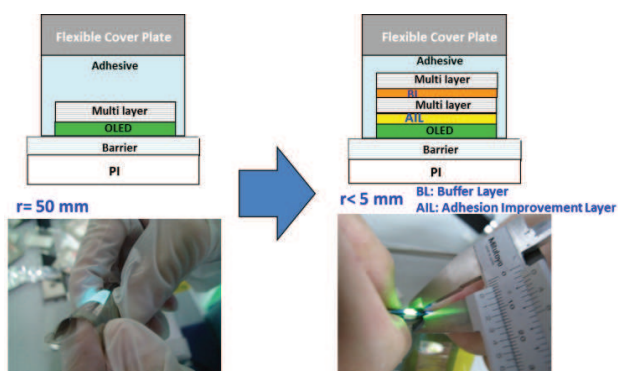 Flexible Cover Plate
Adhesive
Multi layer
OLED
Barrier
PI
r= 50 mm
Flexible Cover Plate
Adhesive
Multi layer
BL
Multi layer
AIL
OLED
Barrier
PI
r< 5 mm
BL: Buffer Layer
AIL: Adhesion Improvement Layer
Mitutoyo